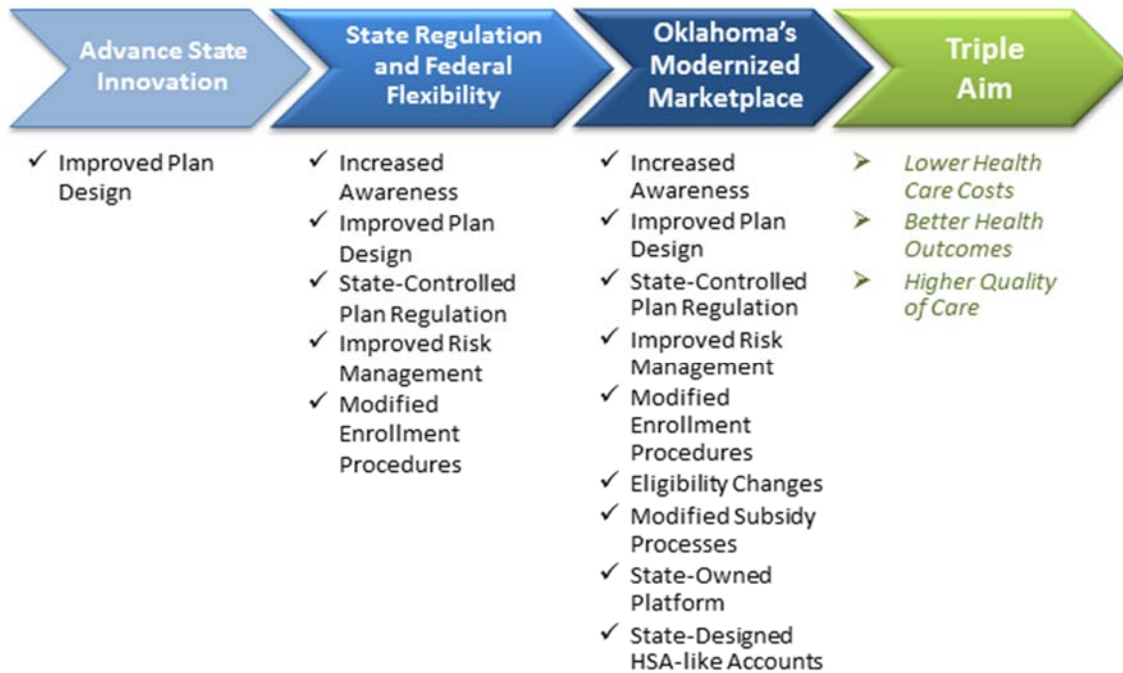 Advance State
Innovation
✓ Improved Plan
Design
State Regulation
and Federal
Flexibility
✓ Increased
Awareness
✓ Improved Plan
Design
✓ State-Controlled
Plan Regulation
✓ Improved Risk
Management
✓ Modified
Enrollment
Procedures
Oklahoma's
Modernized
Marketplace
✓ Increased
Awareness
✓ Improved Plan
Design
✓ State-Controlled
Plan Regulation
✓ Improved Risk
Management
✓ Modified
Enrollment
Procedures
✓ Eligibility Changes
✓ Modified Subsidy
Processes
✓ State-Owned
Platform
✓ State-Designed
HSA-like Accounts
Triple
Aim
➢ Lower Health
Care Costs
➢ Better Health
Outcomes
➢ Higher Quality
of Care